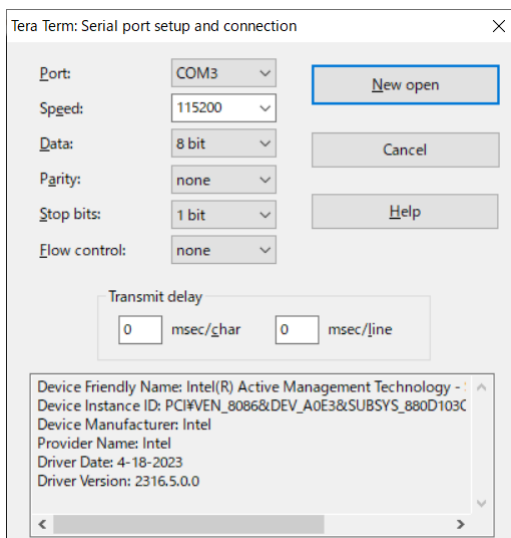 Tera Term: Serial port setup and connection
Port: COM3
New open
Speed: 115200
Data: 8 bit
Cancel
Parity: none
Stop bits: 1 bit
Help
Flow control: none
Transmit delay
0 msec/char 0 msec/line
Device Friendly Name: Intel(R) Active Management Technology -
Device Instance ID: PCI¥VEN_8086&DEV_A0E3&SUBSYS_880D103C
Device Manufacturer: Intel
Provider Name: Intel
Driver Date: 4-18-2023
Driver Version: 2316.5.0.0